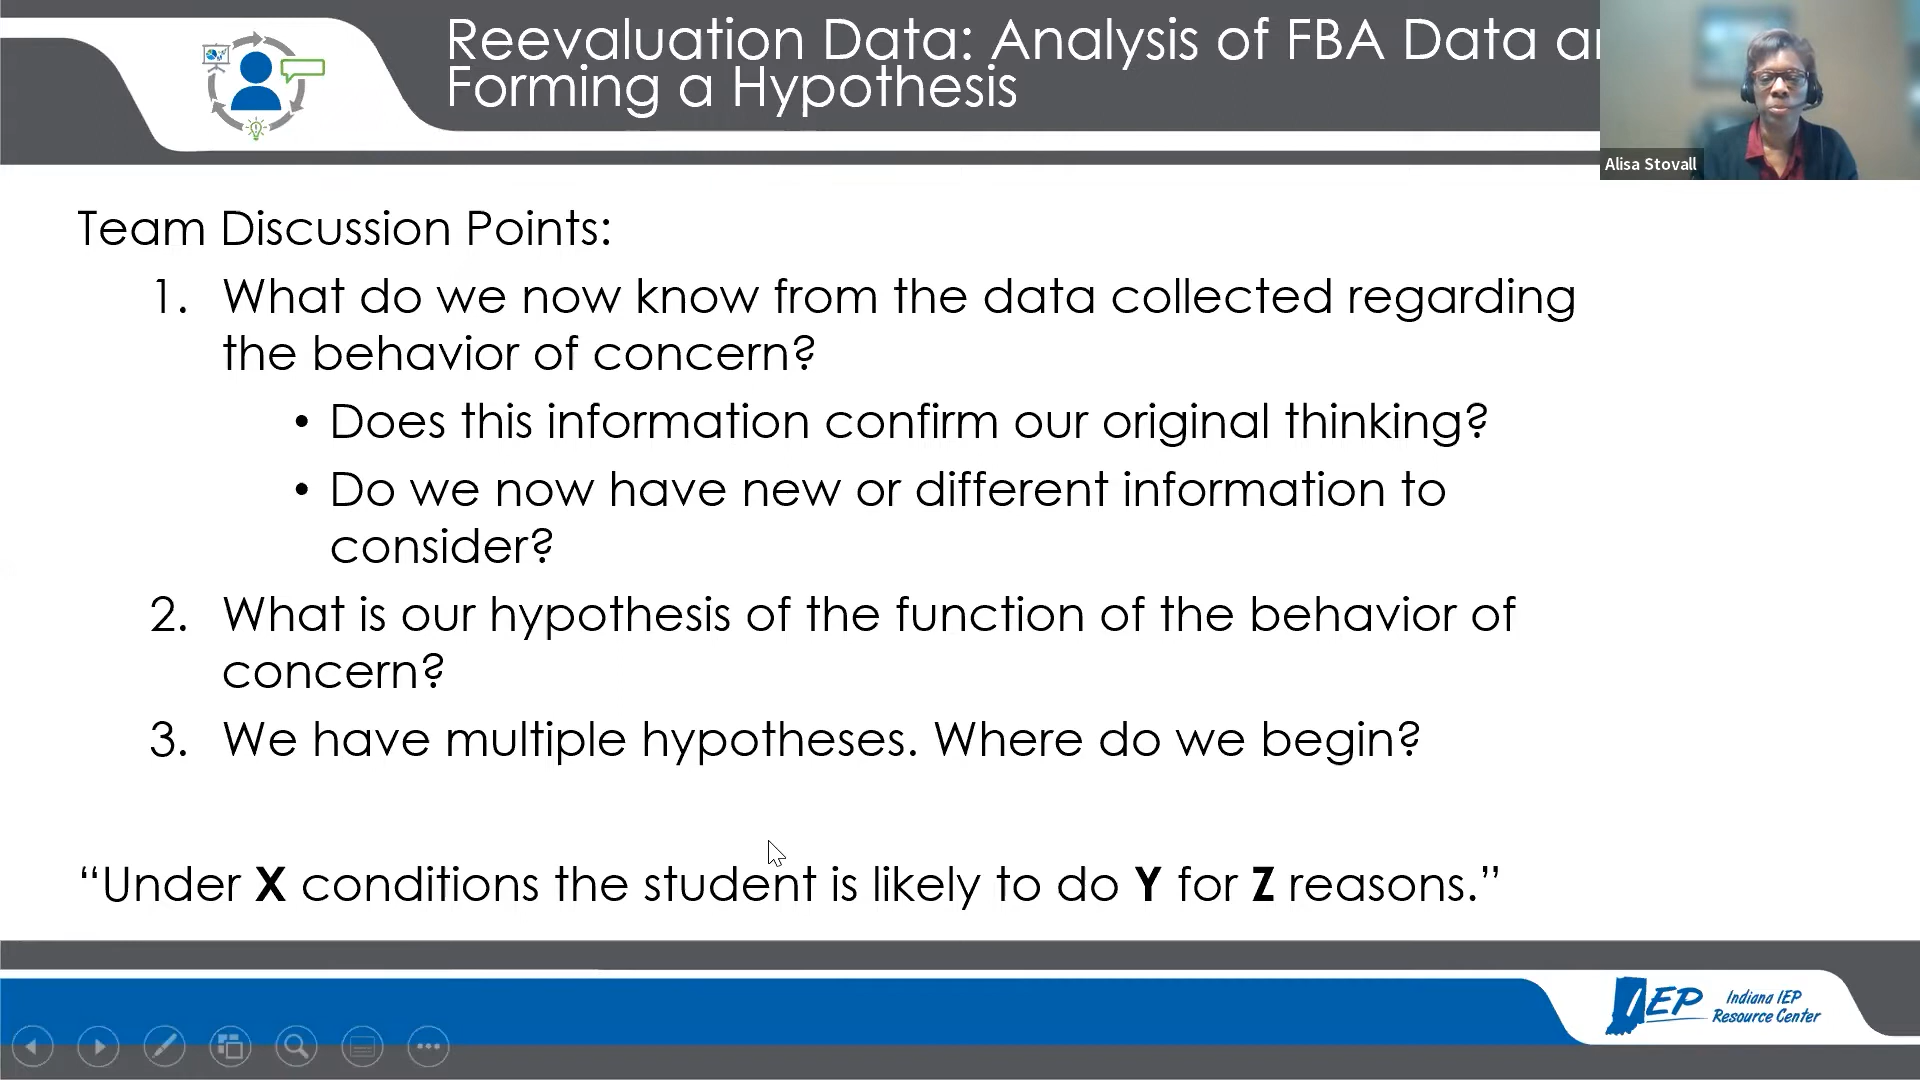 Reevaluation Data: Analysis of FBA Data
Forming a Hypothesis
Alisa Stovall
Team Discussion Points:
1. What do we now know from the data collected regarding
the behavior of concern?
• Does this information confirm our original thinking?
• Do we now have new or different information to
consider?
2. What is our hypothesis of the function of the behavior of
concern?
3. We have multiple hypotheses. Where do we begin?
“Under X conditions the student is likely to do Y for Z reasons.”
IEP
Indiana IEP
Resource Center